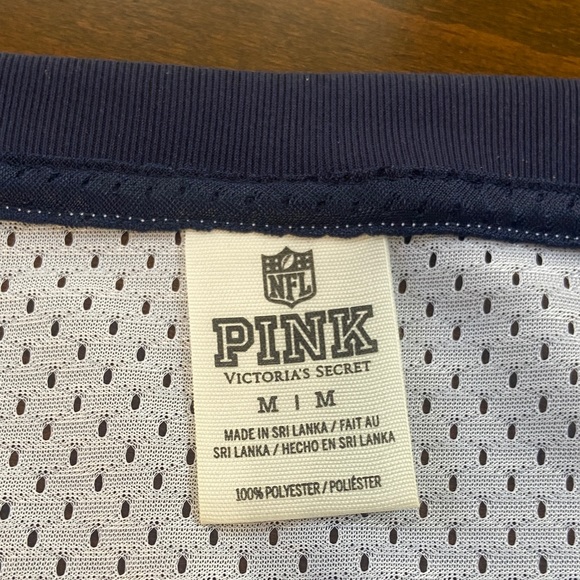 NFL
PINK
VICTORIA'S SECRET
M | M
MADE IN SRI LANKA / FAIT AU
SRI LANKA / HECHO EN SRI LANKA
100% POLYESTER / POLIÉSTER